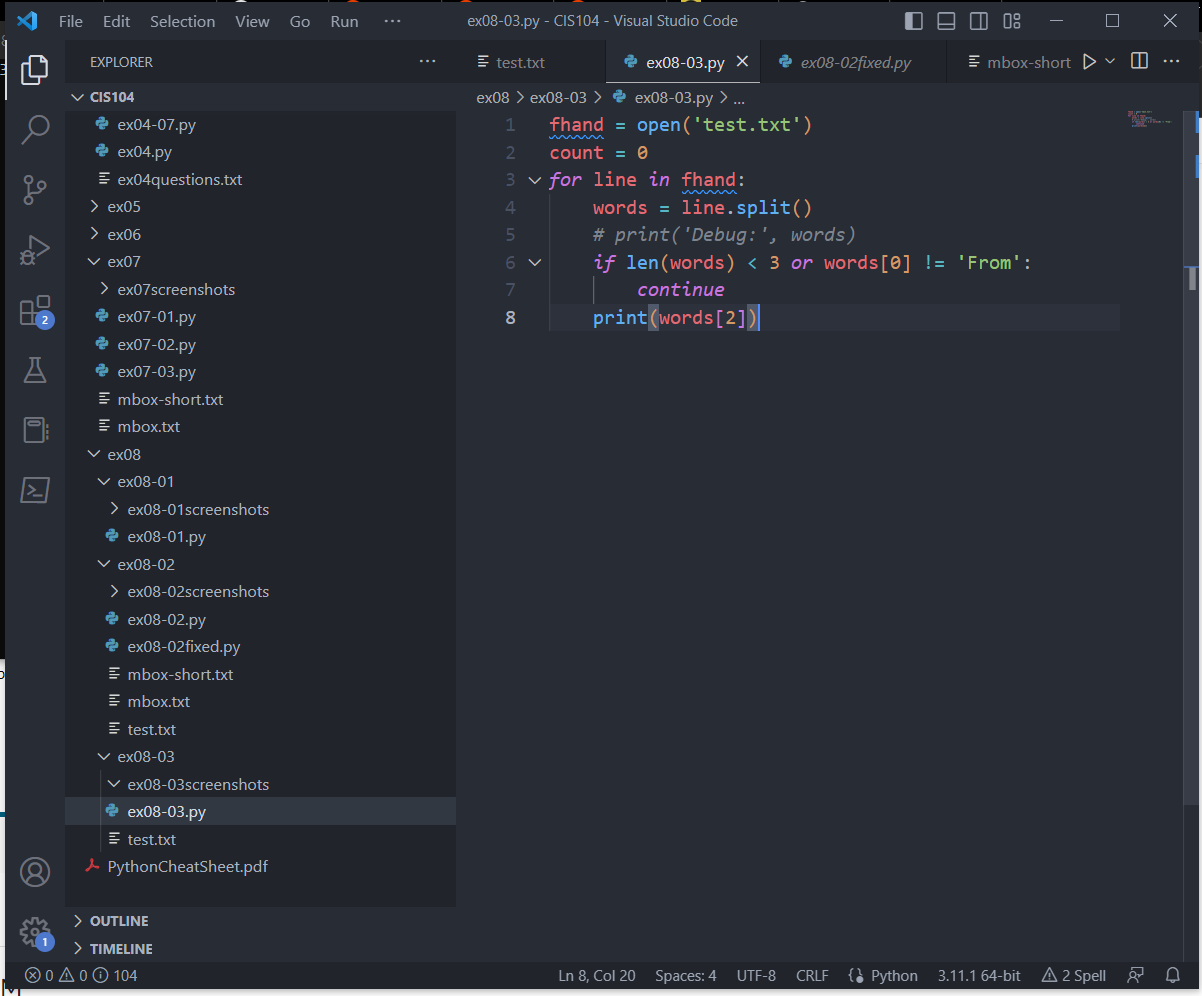 File Edit Selection View Go Run ··· ex08-03.py - CIS104 - Visual Studio Code
EXPLORER ···
CIS104
ex04-07.py
ex04.py
ex04questions.txt
ex05
ex06
ex07
ex07screenshots
ex07-01.py
ex07-02.py
ex07-03.py
mbox-short.txt
mbox.txt
ex08
ex08-01
ex08-01screenshots
ex08-01.py
ex08-02
ex08-02screenshots
ex08-02.py
ex08-02fixed.py
mbox-short.txt
mbox.txt
test.txt
ex08-03
ex08-03screenshots
ex08-03.py
test.txt
PythonCheatSheet.pdf
OUTLINE
TIMELINE
2
1
test.txt ex08-03.py ex08-02fixed.py mbox-short ···
ex08 > ex08-03 > ex08-03.py > ...
1 fhand = open('test.txt')
2 count = 0
3 for line in fhand:
4 words = line.split()
5 # print('Debug:', words)
6 if len(words) < 3 or words[0] != 'From':
7 continue
8 print(words[2])
0 0 104 Ln 8, Col 20 Spaces: 4 UTF-8 CRLF Python 3.11.1 64-bit 2 Spell